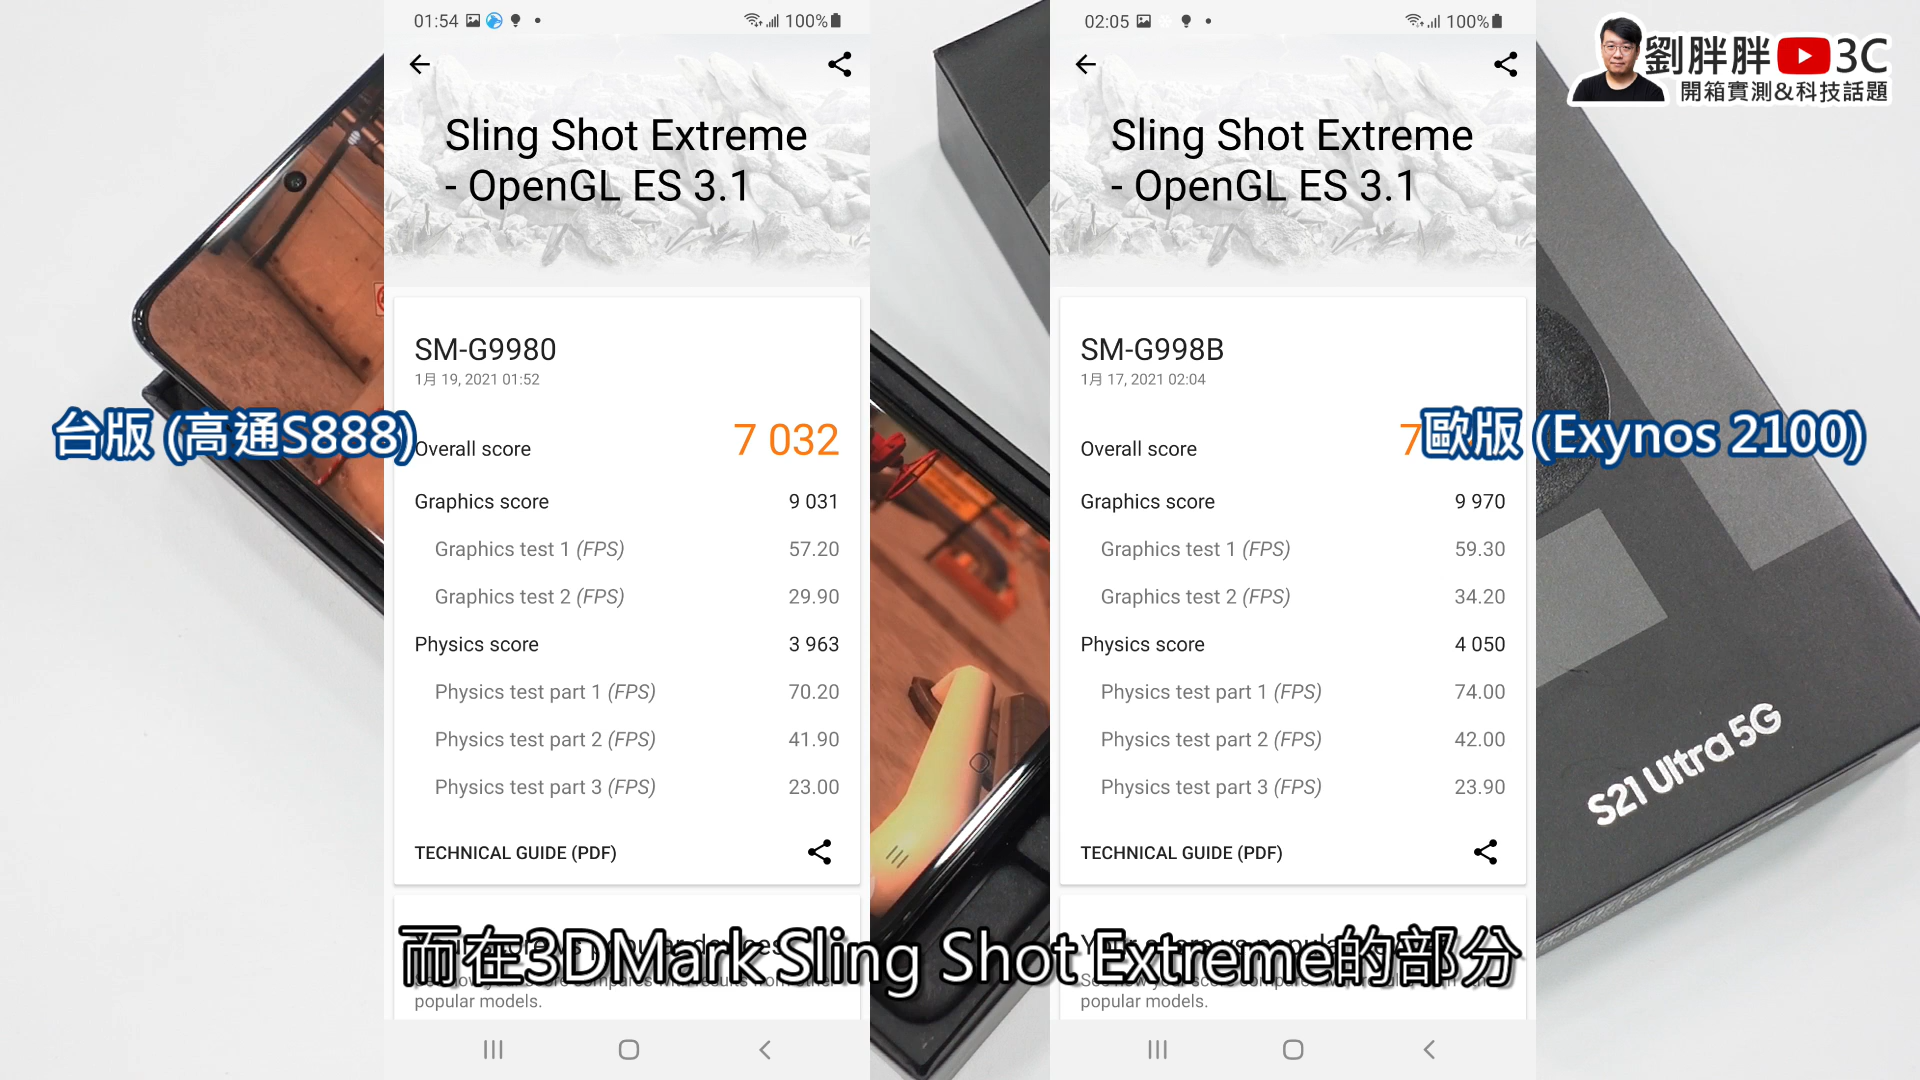 01:54
100%
Sling Shot Extreme
- OpenGL ES 3.1
SM-G9980
1月 19, 2021 01:52
台版 (高通S888)
Overall score 7 032
Graphics score 9 031
Graphics test 1 (FPS) 57.20
Graphics test 2 (FPS) 29.90
Physics score 3 963
Physics test part 1 (FPS) 70.20
Physics test part 2 (FPS) 41.90
Physics test part 3 (FPS) 23.00
TECHNICAL GUIDE (PDF)
popular models.
02:05
100%
Sling Shot Extreme
- OpenGL ES 3.1
SM-G998B
1月 17, 2021 02:04
Overall score 7
歐版 (Exynos 2100)
Graphics score 9 970
Graphics test 1 (FPS) 59.30
Graphics test 2 (FPS) 34.20
Physics score 4 050
Physics test part 1 (FPS) 74.00
Physics test part 2 (FPS) 42.00
Physics test part 3 (FPS) 23.90
TECHNICAL GUIDE (PDF)
popular models.
劉胖胖3C
開箱實測&科技話題
S21 Ultra 5G
而在3DMark Sling Shot Extreme的部分